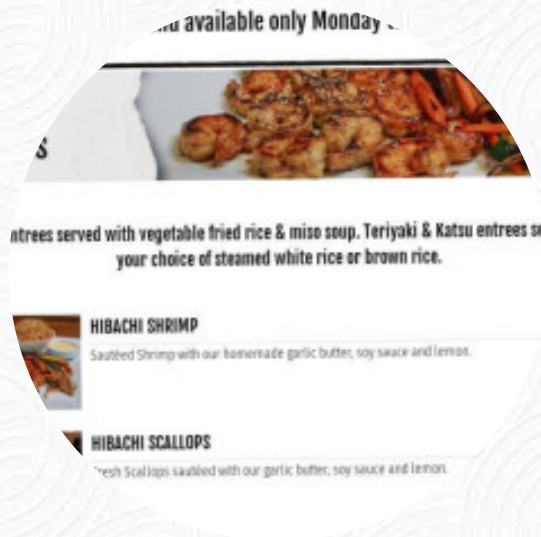 available only Monday
S
served with vegetable fried rice & miso soup. Teriyaki & Katsu entrees
your choice of steamed white rice or brown rice.
HIBACHI SHRIMP
Sautéed Shrimp with our homemade garlic butter, soy sauce and lemon.
HIBACHI SCALLOPS
Fresh Scallops sautéed with our garlic butter, soy sauce and lemon.